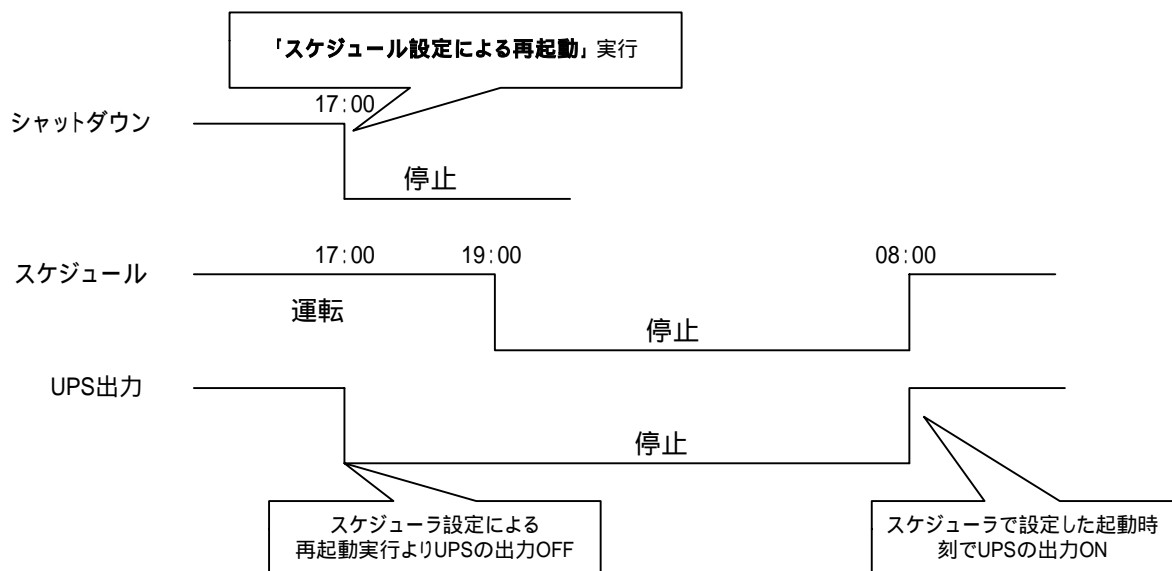 「スケジュール設定による再起動」実行
17:00
シャットダウン
停止
17:00
19:00
08:00
スケジュール
運転
停止
UPS出力
停止
スケジューラ設定による
再起動実行よりUPSの出力OFF
スケジューラで設定した起動時
刻でUPSの出力ON